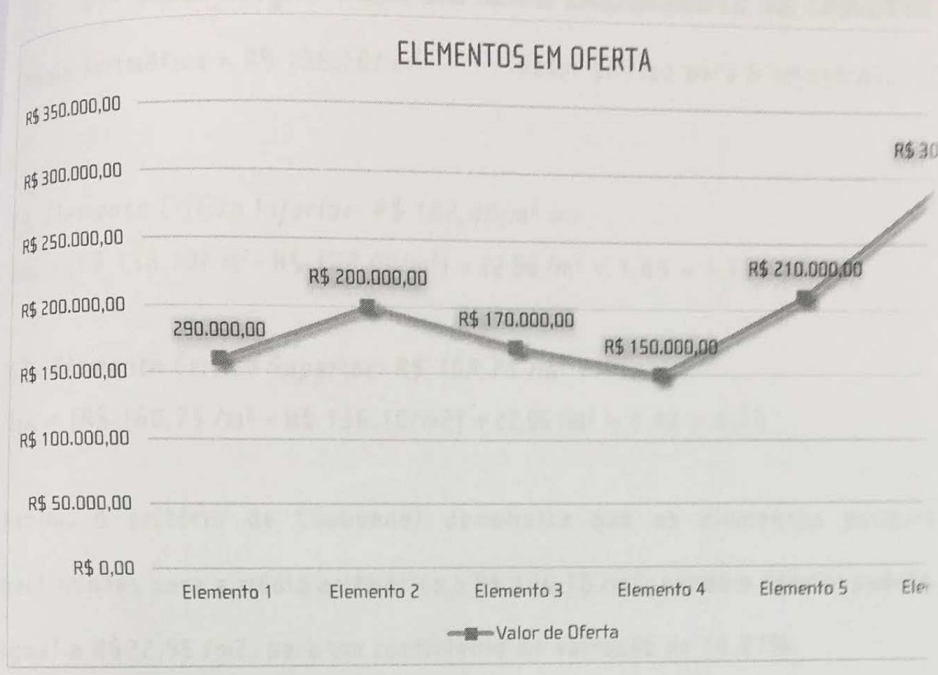 ELEMENTOS EM OFERTA
R$ 350.000,00
R$ 30
R$ 300.000,00
R$ 250.000,00
R$ 200.000,00
R$ 150.000,00
R$ 100.000,00
R$ 50.000,00
R$ 0,00
290.000,00
R$ 200.000,00
R$ 170.000,00
R$ 150.000,00
R$ 210.000,00
Elemento 1 Elemento 2 Elemento 3 Elemento 4 Elemento 5 Ele
Valor de Oferta